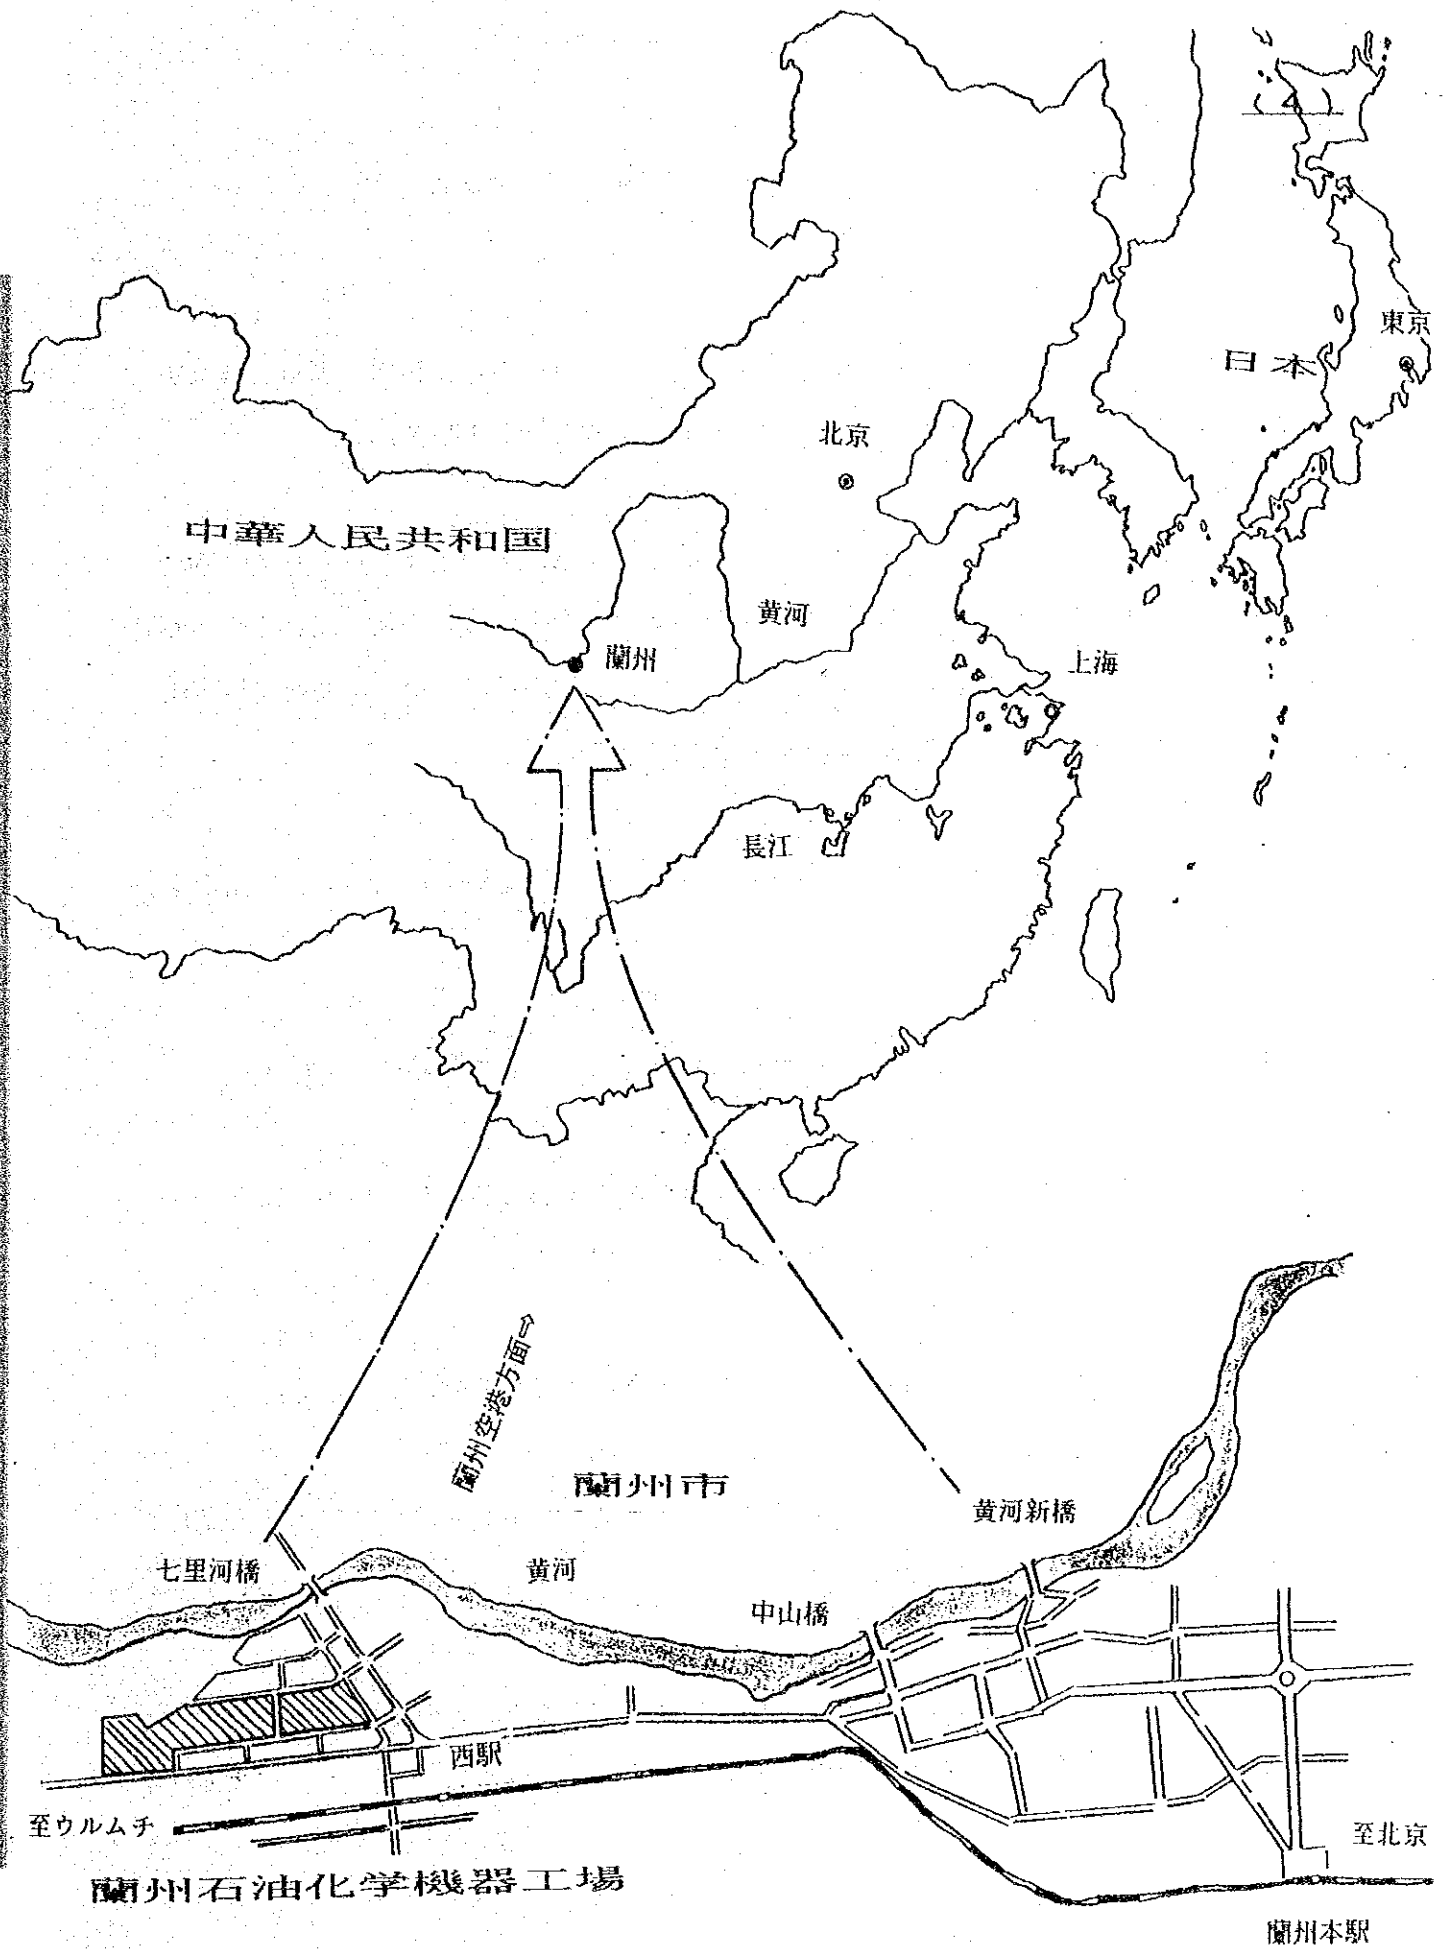 (4)
東京
日本
北京
中華人民共和国
黄河
蘭州
上海
長江
蘭州空港方面⇨
蘭州市
黄河新橋
七里河橋
黄河
中山橋
西駅
至ウルムチ
至北京
蘭州石油化学機器工場
蘭州本駅